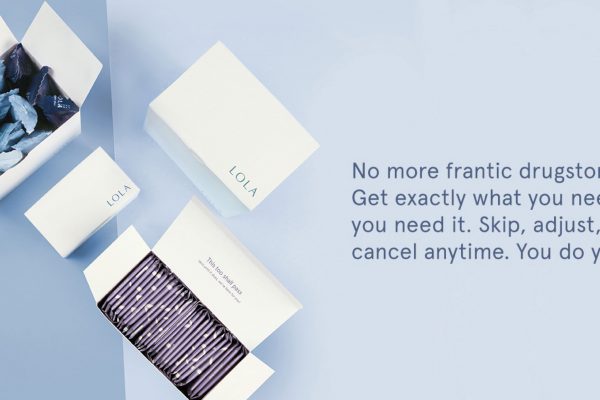 LOLA
LOLA
This too shall pass
No more frantic drugstor
Get exactly what you nee
you need it. Skip, adjust,
cancel anytime. You do y